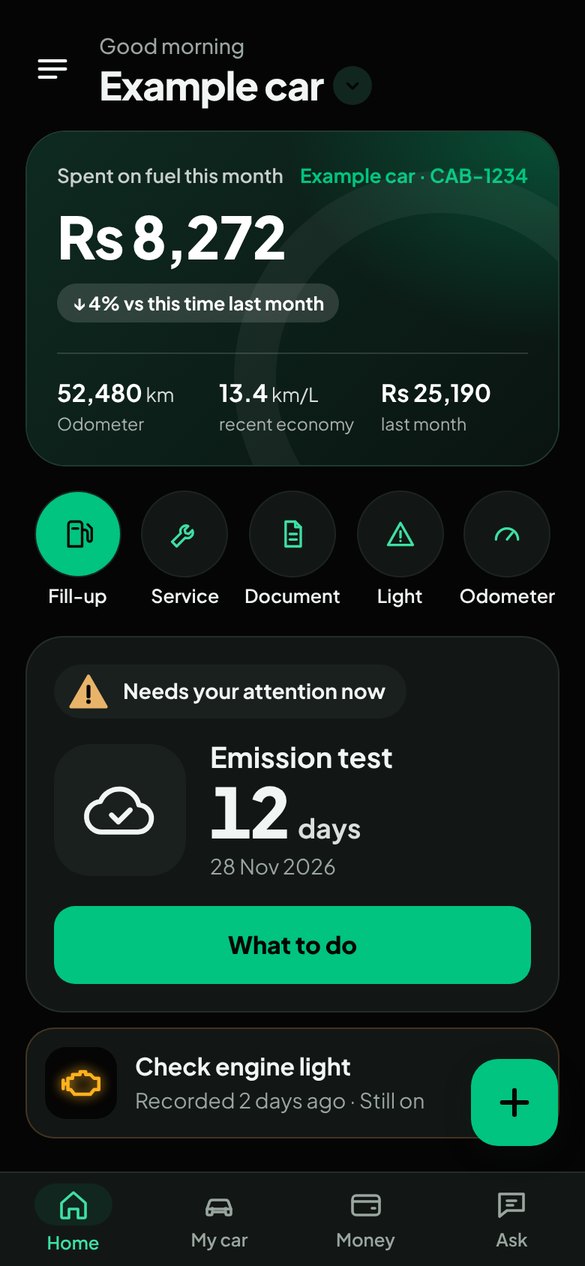 Good morning
Example car
Spent on fuel this month
Example car · CAB-1234
Rs 8,272
↓ 4% vs this time last month
52,480 km
Odometer
13.4 km/L
recent economy
Rs 25,190
last month
Fill-up
Service
Document
Light
Odometer
Needs your attention now
Emission test
12 days
28 Nov 2026
What to do
Check engine light
Recorded 2 days ago · Still on
Home
My car
Money
Ask